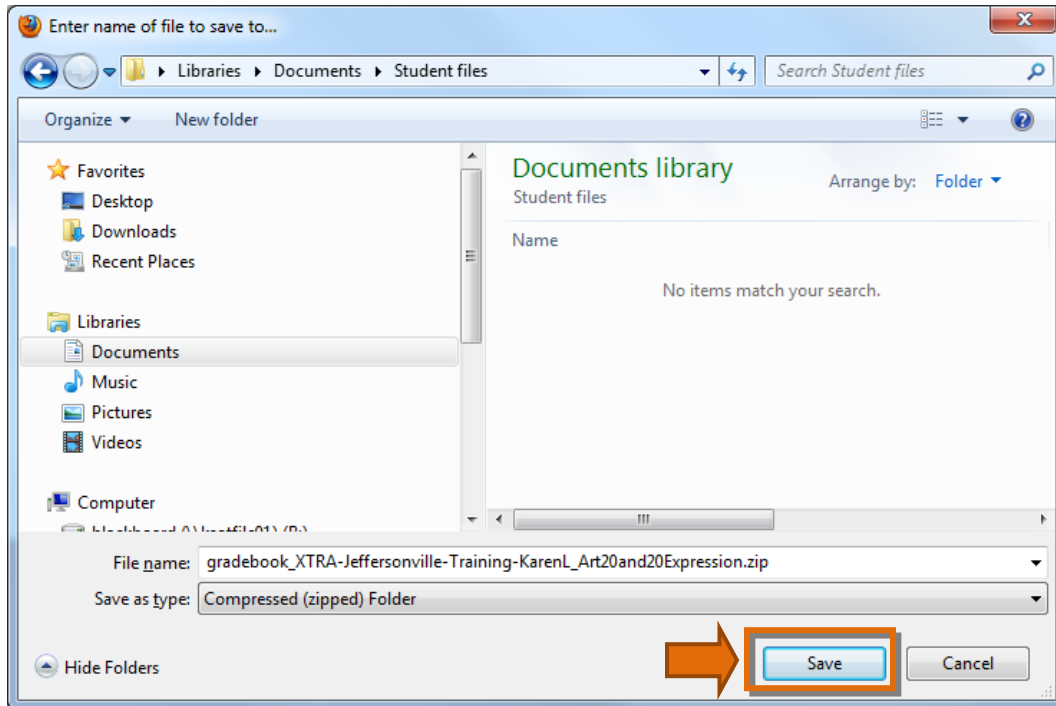 Enter name of file to save to...
Libraries Documents Student files
Search Student files
Organize New folder
Favorites
Desktop
Downloads
Recent Places
Libraries
Documents
Music
Pictures
Videos
Computer
Documents library
Student files
Arrange by: Folder
Name
No items match your search.
File name: gradebook_XTRA-Jeffersonville-Training-KarenL_Art20and20Expression.zip
Save as type: Compressed (zipped) Folder
Hide Folders
Save
Cancel